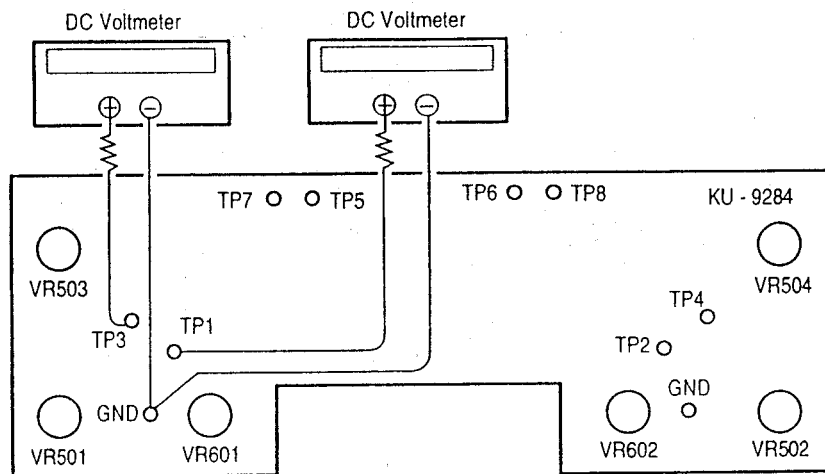 DC Voltmeter
DC Voltmeter
+ −
+ −
TP7
TP5
TP6
TP8
KU - 9284
VR503
VR504
TP3
TP1
TP4
TP2
GND
GND
VR501
VR601
VR602
VR502